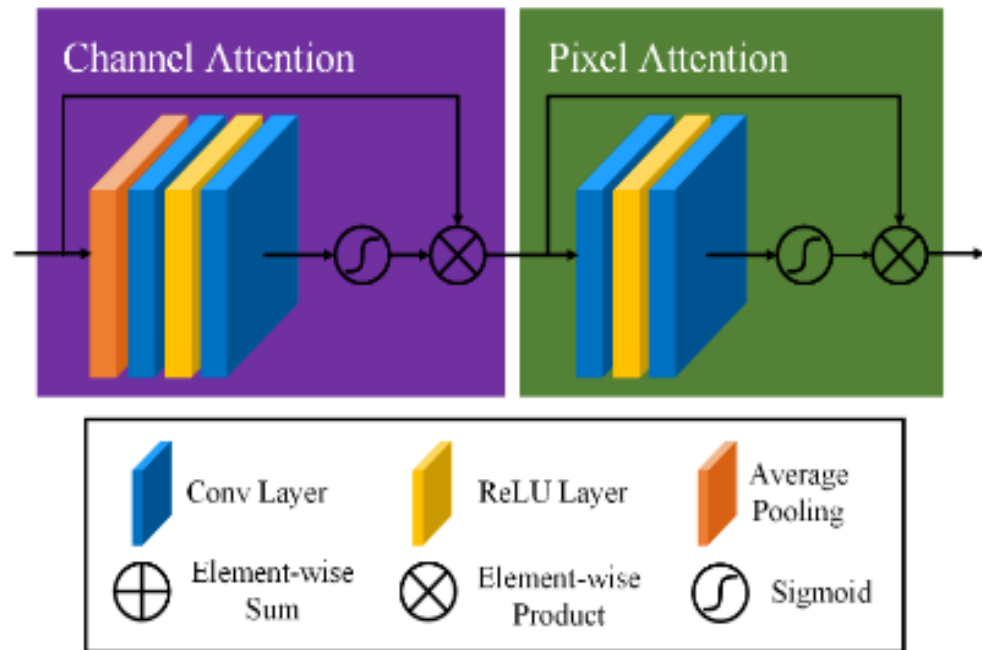 Channel Attention
Pixel Attention
Conv Layer
ReLU Layer
Average
Pooling
Element-wise
Sum
Element-wise
Product
Sigmoid